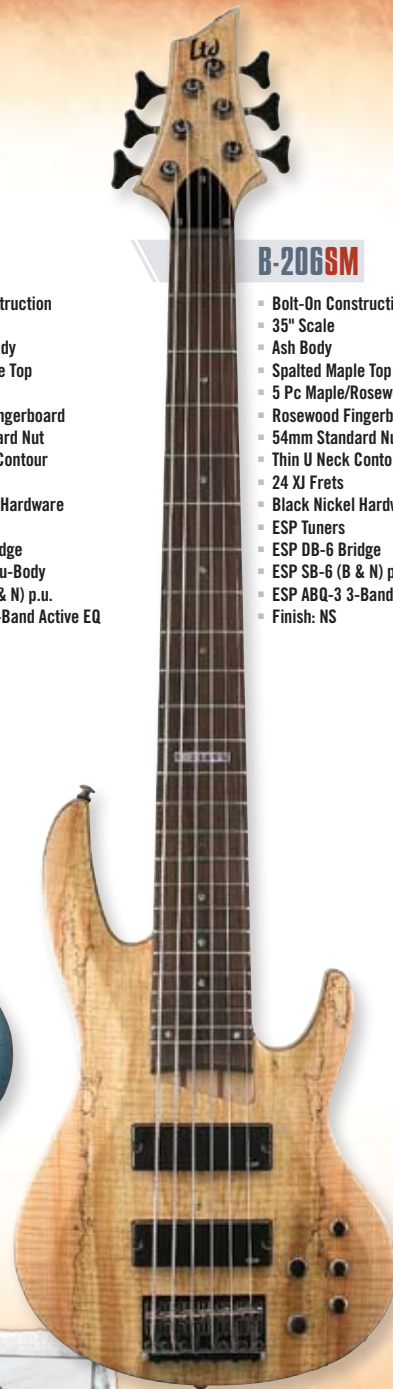 Ltd
truction
dy
e Top
ngerboard
ard Nut
Contour
Hardware
dge
u-Body
& N) p.u.
-Band Active EQ
B-206SM
▪ Bolt-On Constructi
▪ 35" Scale
▪ Ash Body
▪ Spalted Maple Top
▪ 5 Pc Maple/Rosew
▪ Rosewood Fingerb
▪ 54mm Standard Nu
▪ Thin U Neck Conto
▪ 24 XJ Frets
▪ Black Nickel Hardw
▪ ESP Tuners
▪ ESP DB-6 Bridge
▪ ESP SB-6 (B & N) p
▪ ESP ABQ-3 3-Band
▪ Finish: NS